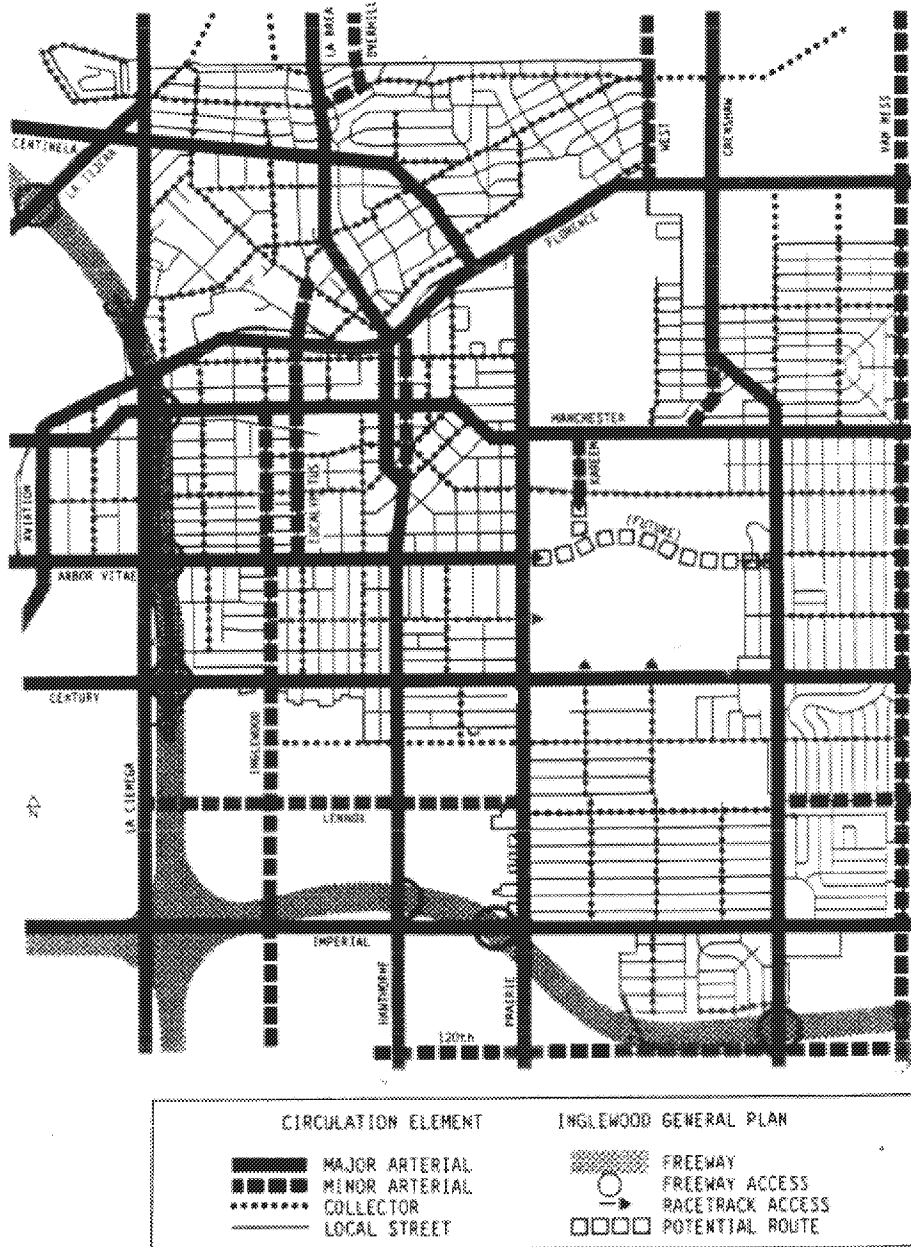 LA BREA
OVERHILL
CENTINELA
LA TIJERA
WEST
CRENSHAW
VAN NESS
FLORENCE
MANCHESTER
KAREEM
AVIATION
EUCALYPTUS
(FUTURE)
ARBOR VITAE
CENTURY
INGLEWOOD
LA CIENEGA
N
LENNOX
IMPERIAL
HAWTHORNE
PRAIRIE
120th
CIRCULATION ELEMENT
INGLEWOOD GENERAL PLAN
MAJOR ARTERIAL
MINOR ARTERIAL
COLLECTOR
LOCAL STREET
FREEWAY
FREEWAY ACCESS
RACETRACK ACCESS
POTENTIAL ROUTE